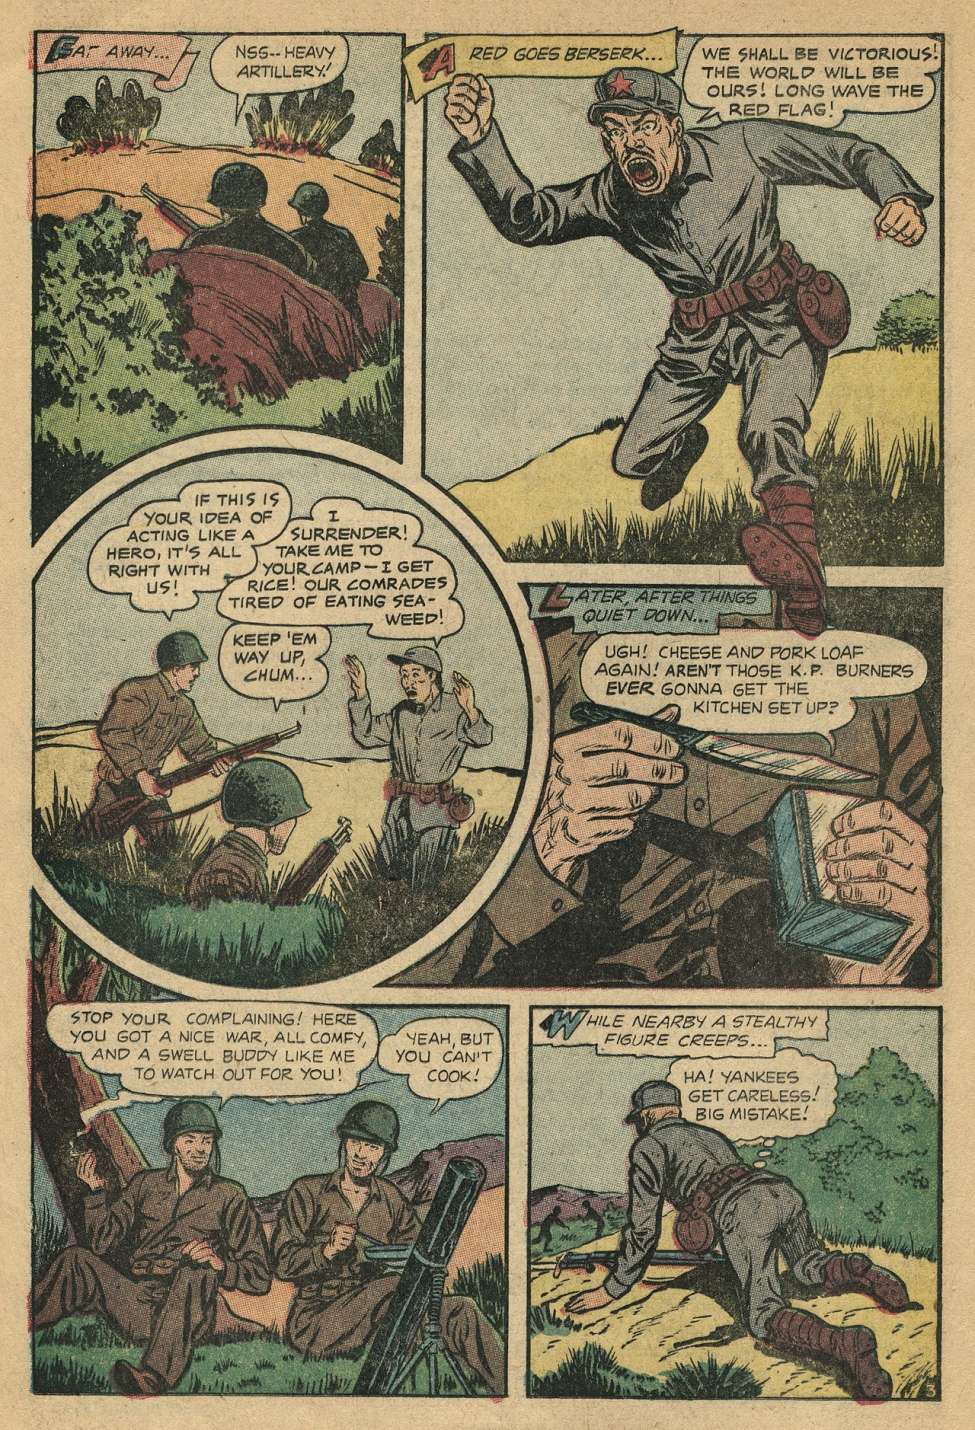 FAR AWAY...
NSS--HEAVY
ARTILLERY!
A RED GOES BERSERK...
WE SHALL BE VICTORIOUS!
THE WORLD WILL BE
OURS! LONG WAVE THE
RED FLAG!
IF THIS IS
YOUR IDEA OF
ACTING LIKE A
HERO, IT'S ALL
RIGHT WITH
US!
I
SURRENDER!
TAKE ME TO
YOUR CAMP—I GET
RICE! OUR COMRADES
TIRED OF EATING SEA-
WEED!
KEEP 'EM
WAY UP,
CHUM...
LATER, AFTER THINGS
QUIET DOWN...
UGH! CHEESE AND PORK LOAF
AGAIN! AREN'T THOSE K.P. BURNERS
EVER GONNA GET THE
KITCHEN SET UP?
STOP YOUR COMPLAINING! HERE
YOU GOT A NICE WAR, ALL COMFY,
AND A SWELL BUDDY LIKE ME
TO WATCH OUT FOR YOU!
YEAH, BUT
YOU CAN'T
COOK!
WHILE NEARBY A STEALTHY
FIGURE CREEPS...
HA! YANKEES
GET CARELESS!
BIG MISTAKE!
3